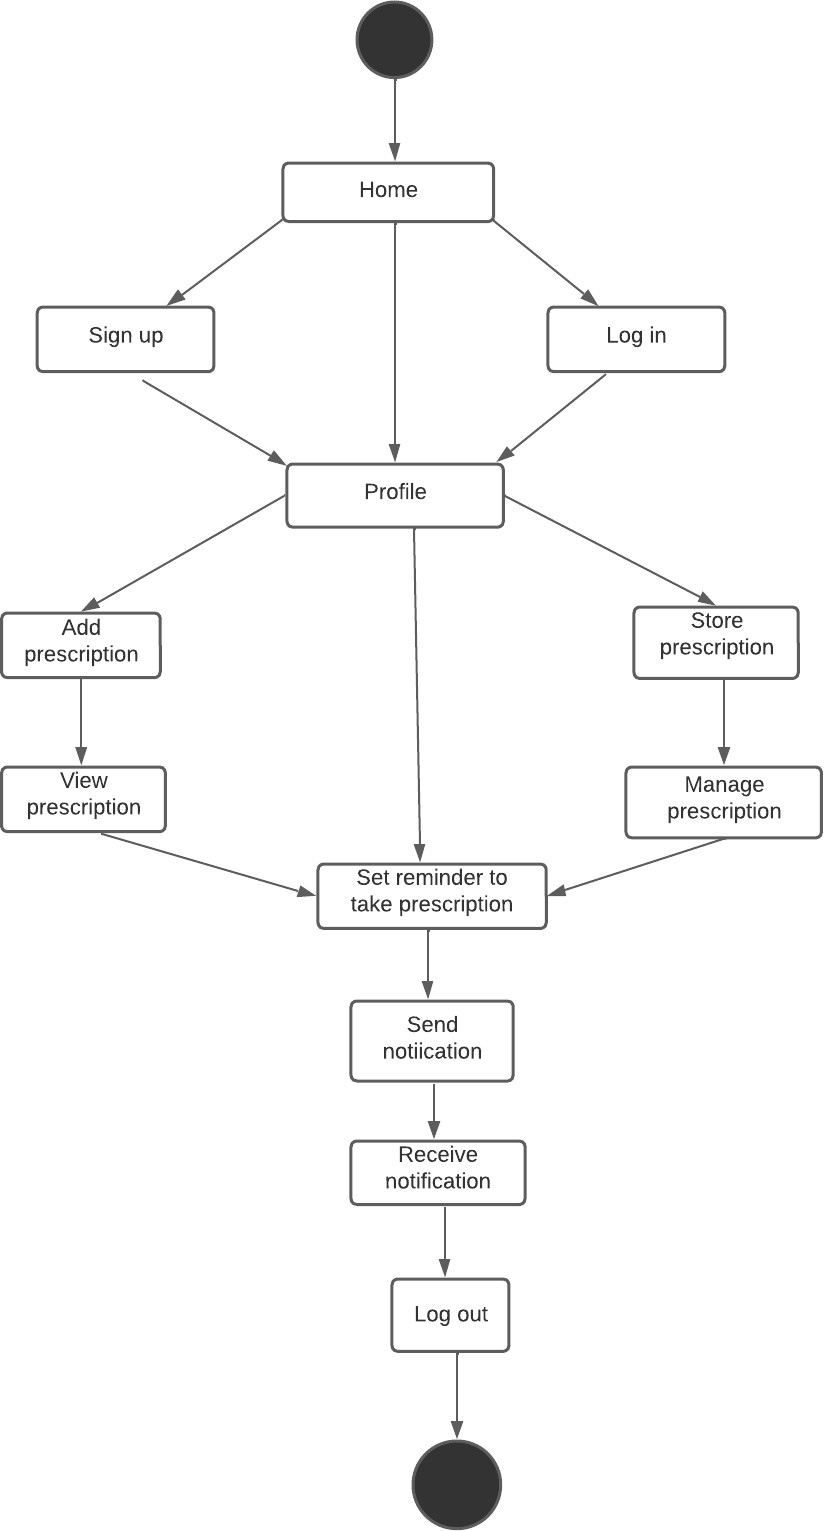 Home
Sign up
Log in
Profile
Add
prescription
Store
prescription
View
prescription
Manage
prescription
Set reminder to
take prescription
Send
notiication
Receive
notification
Log out